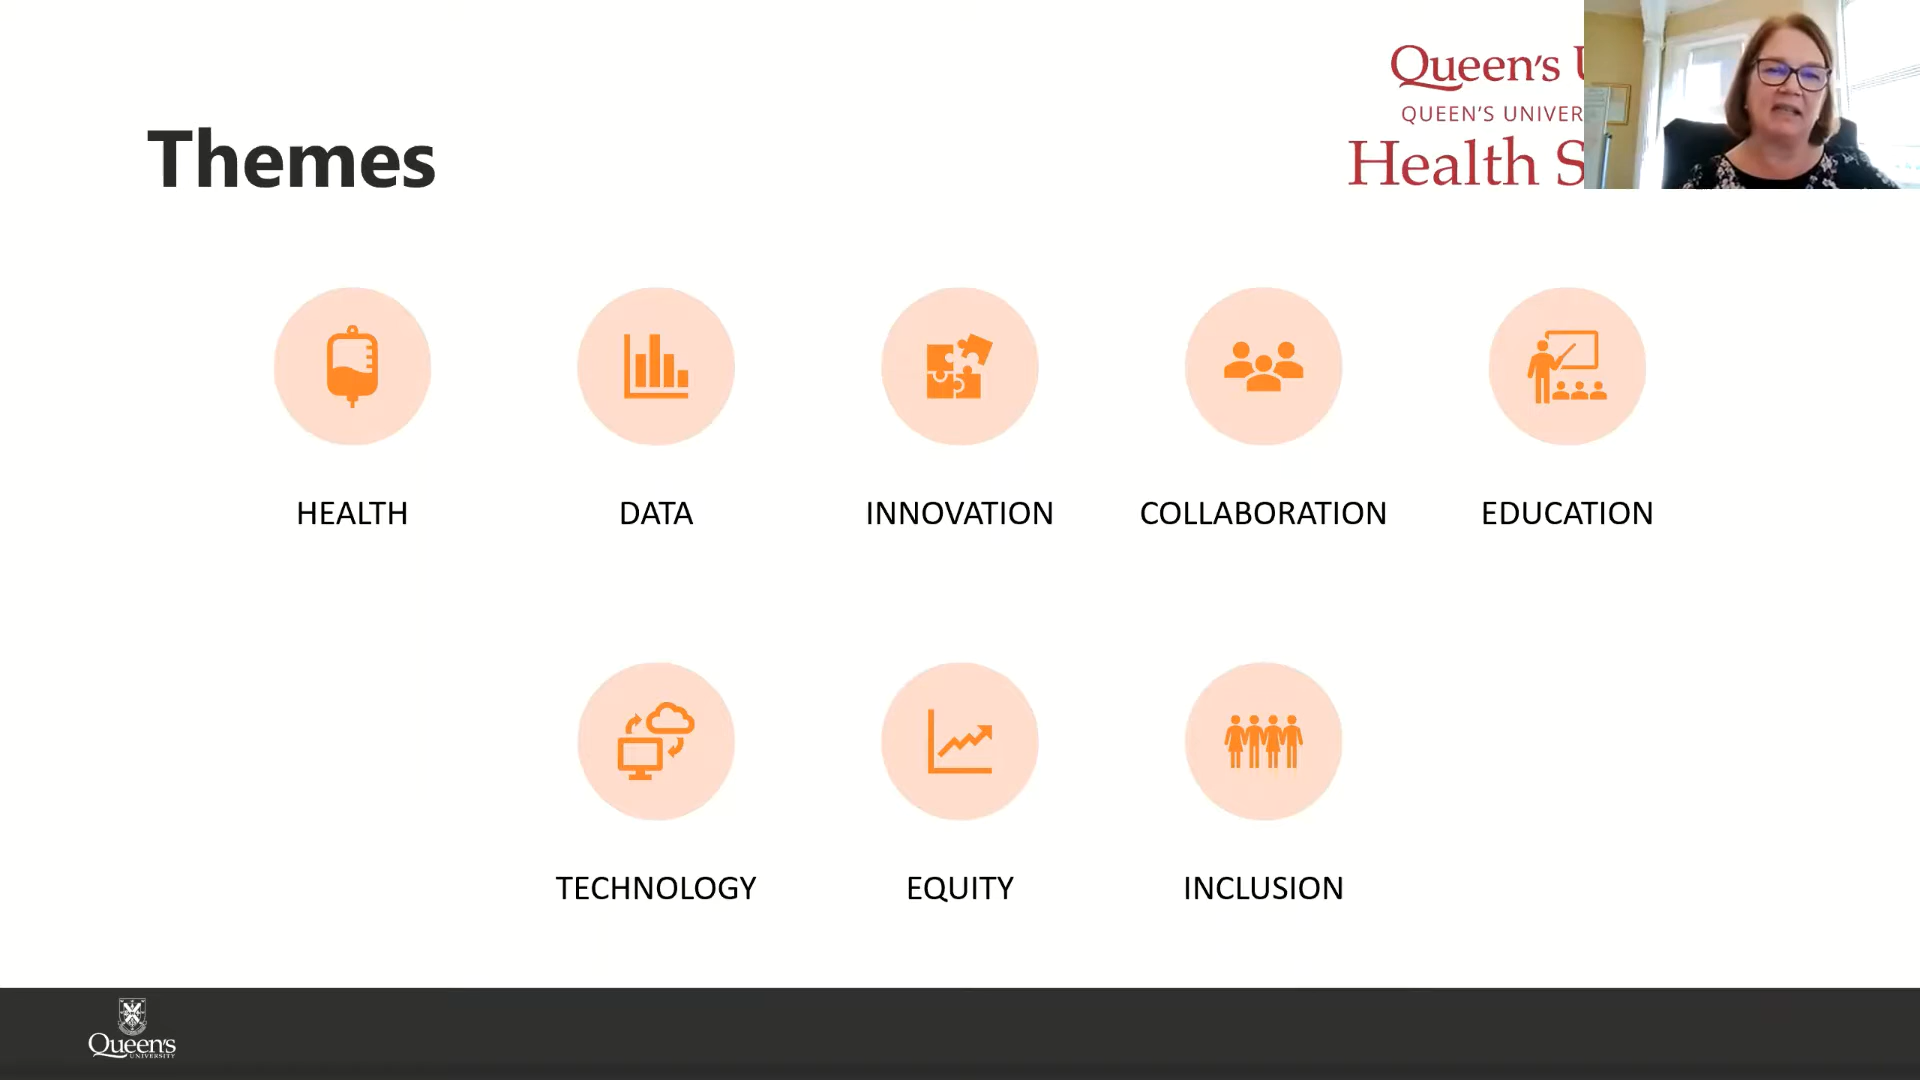 Queen's
QUEEN'S UNIVER
Health S
Themes
HEALTH
DATA
INNOVATION
COLLABORATION
EDUCATION
TECHNOLOGY
EQUITY
INCLUSION
Queen's
UNIVERSITY